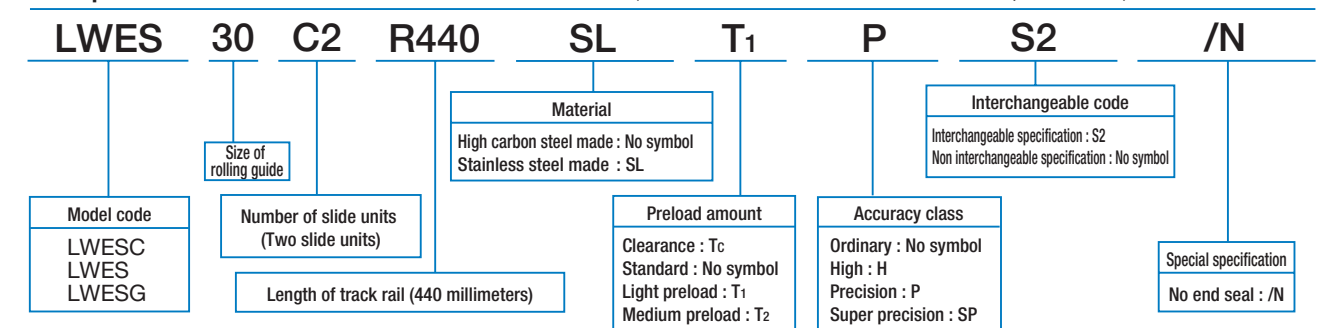 LWES 30 C2 R440 SL T1 P S2 /N
Material
High carbon steel made : No symbol
Stainless steel made : SL
Interchangeable code
Interchangeable specification : S2
Non interchangeable specification : No symbol
Size of
rolling guide
Model code
LWESC
LWES
LWESG
Number of slide units
(Two slide units)
Length of track rail (440 millimeters)
Preload amount
Clearance : Tc
Standard : No symbol
Light preload : T1
Medium preload : T2
Accuracy class
Ordinary : No symbol
High : H
Precision : P
Super precision : SP
Special specification
No end seal : /N